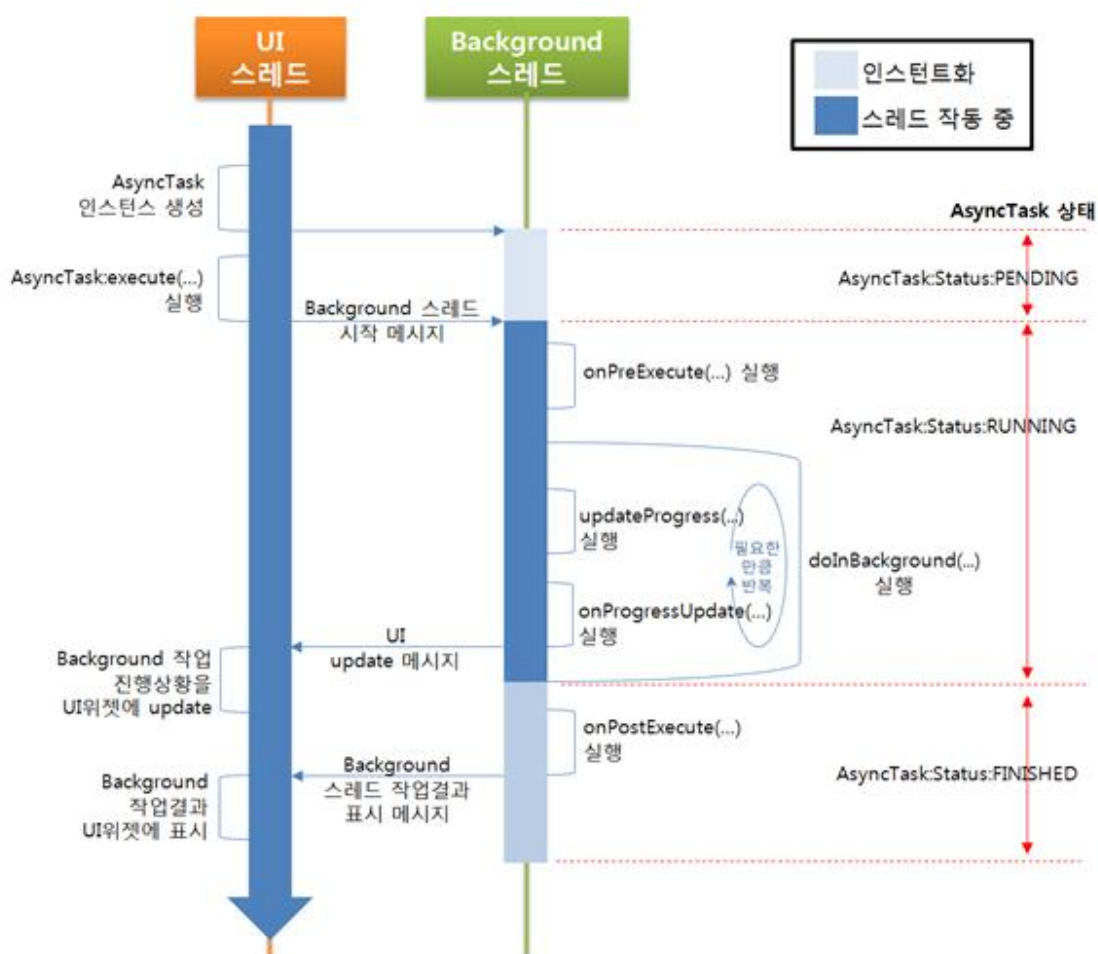 UI
스레드
Background
스레드
인스턴트화
스레드 작동 중
AsyncTask
인스턴스 생성
AsyncTask 상태
AsyncTask:execute(...)
실행
AsyncTask:Status:PENDING
Background 스레드
시작 메시지
onPreExecute(...) 실행
AsyncTask:Status:RUNNING
updateProgress(...)
실행
필요한
만큼
반복
doInBackground(...)
실행
onProgressUpdate(...)
실행
UI
update 메시지
Background 작업
진행상황을
UI위젯에 update
onPostExecute(...)
실행
Background
스레드 작업결과
표시 메시지
AsyncTask:Status:FINISHED
Background
작업결과
UI위젯에 표시